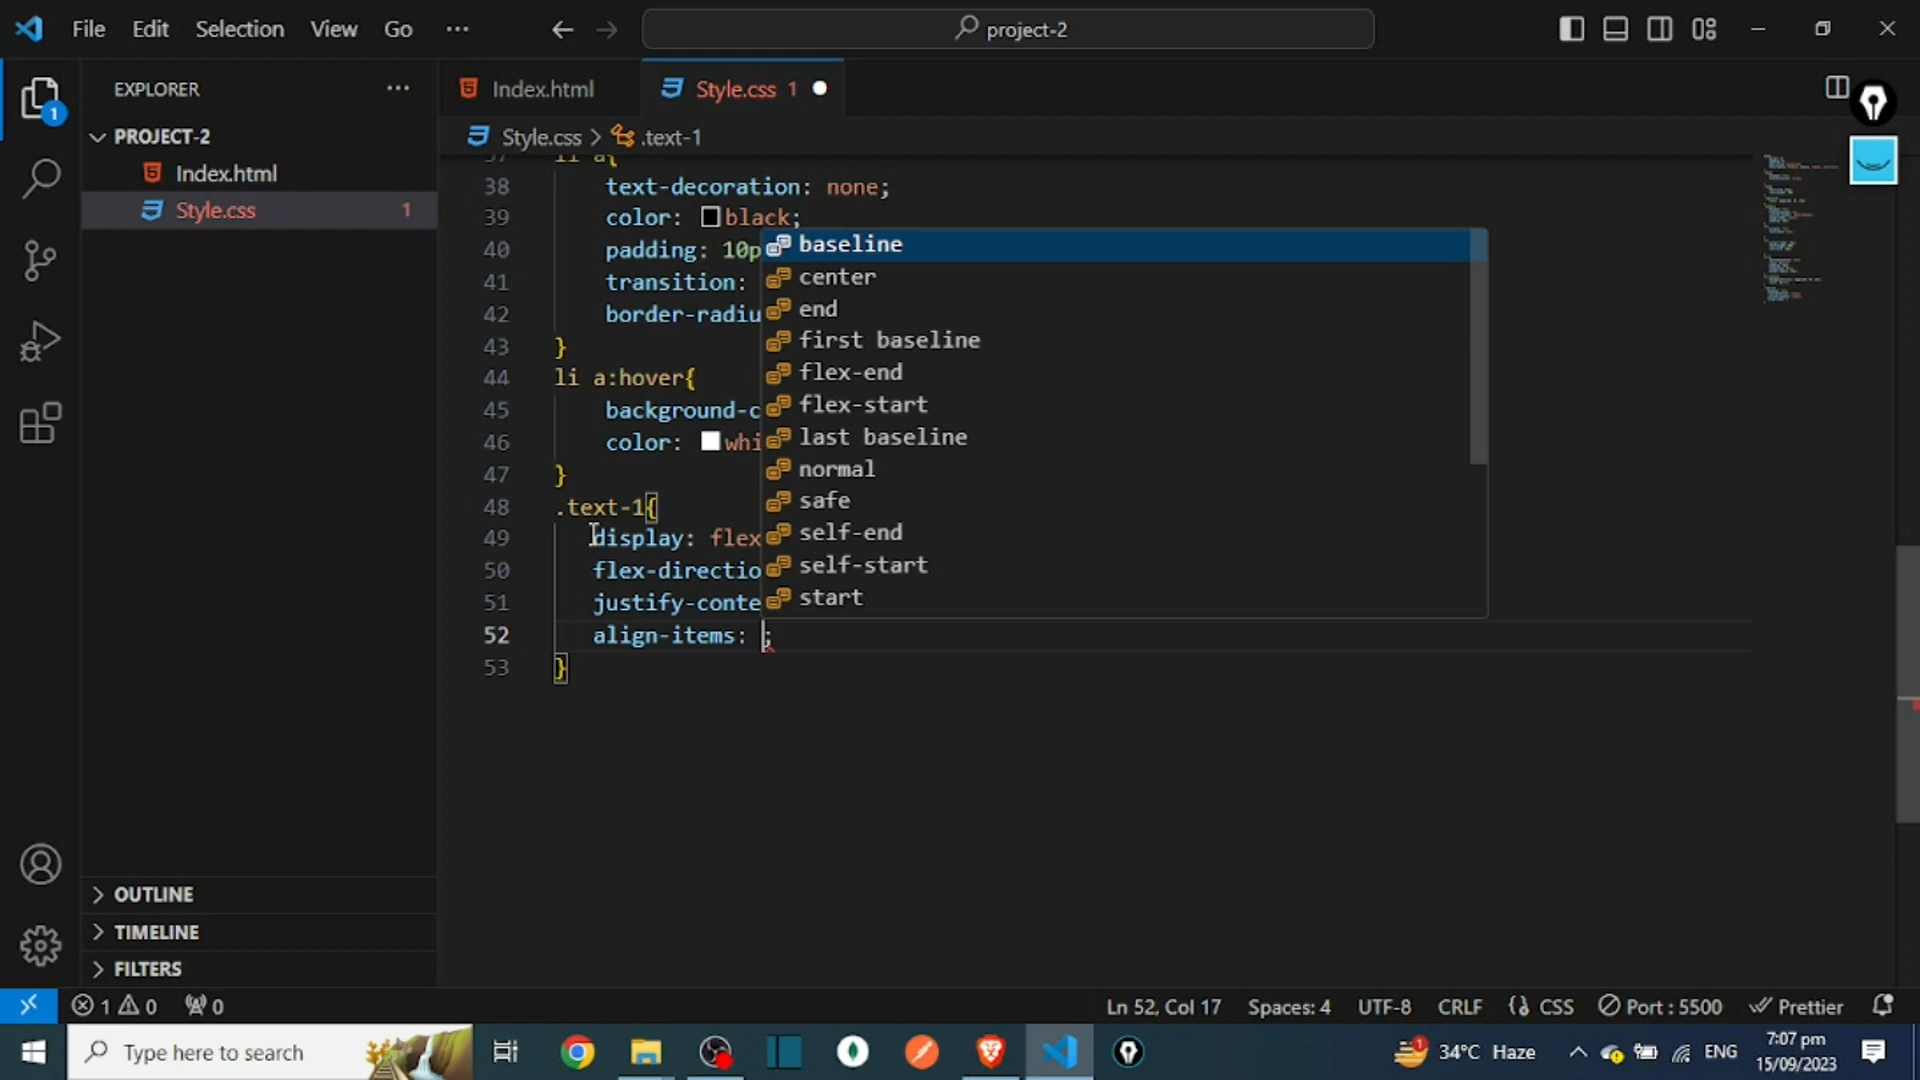 File Edit Selection View Go ··· project-2
EXPLORER ···
PROJECT-2
Index.html
Style.css 1
OUTLINE
TIMELINE
FILTERS
Index.html Style.css 1
Style.css > .text-1
37 li a{
38 text-decoration: none;
39 color: black;
40 padding: 10p
41 transition:
42 border-radiu
43 }
44 li a:hover{
45 background-c
46 color: whi
47 }
48 .text-1{
49 display: flex
50 flex-directio
51 justify-conte
52 align-items: ;
53 }
baseline
center
end
first baseline
flex-end
flex-start
last baseline
normal
safe
self-end
self-start
start
1 0 0 Ln 52, Col 17 Spaces: 4 UTF-8 CRLF CSS Port : 5500 Prettier
Type here to search 34°C Haze ENG 7:07 pm
15/09/2023